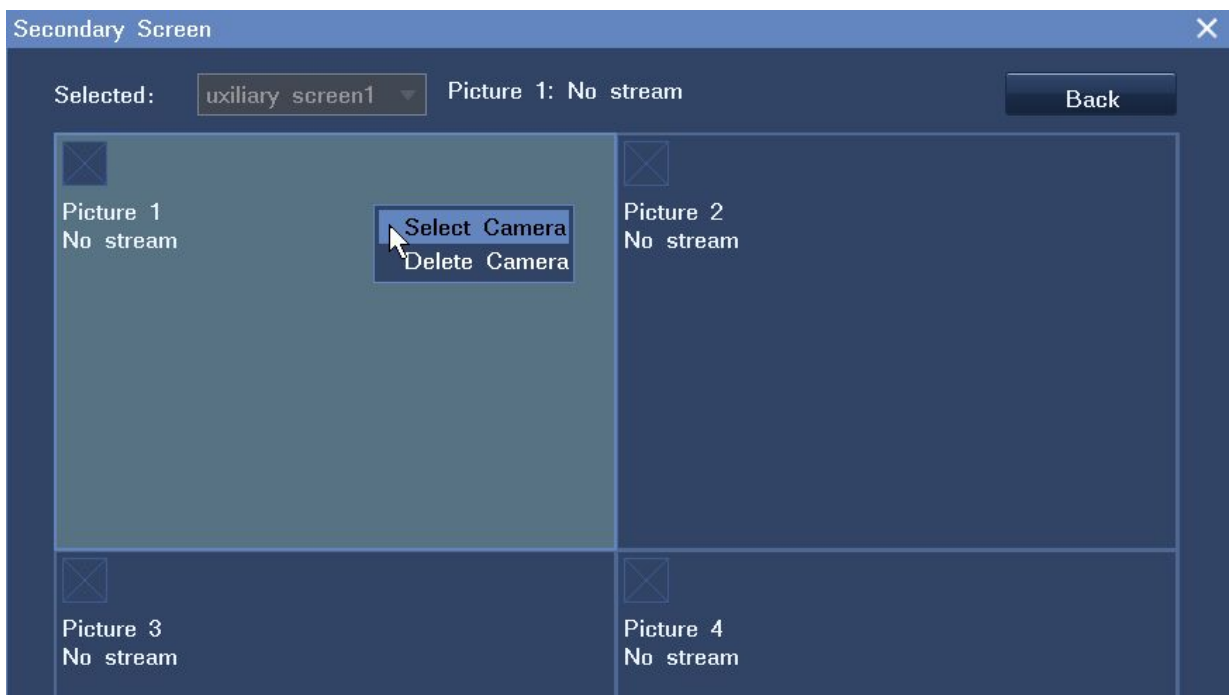 Secondary Screen
Selected: uxiliary screen1 Picture 1: No stream Back
Picture 1
No stream
Select Camera
Delete Camera
Picture 2
No stream
Picture 3
No stream
Picture 4
No stream